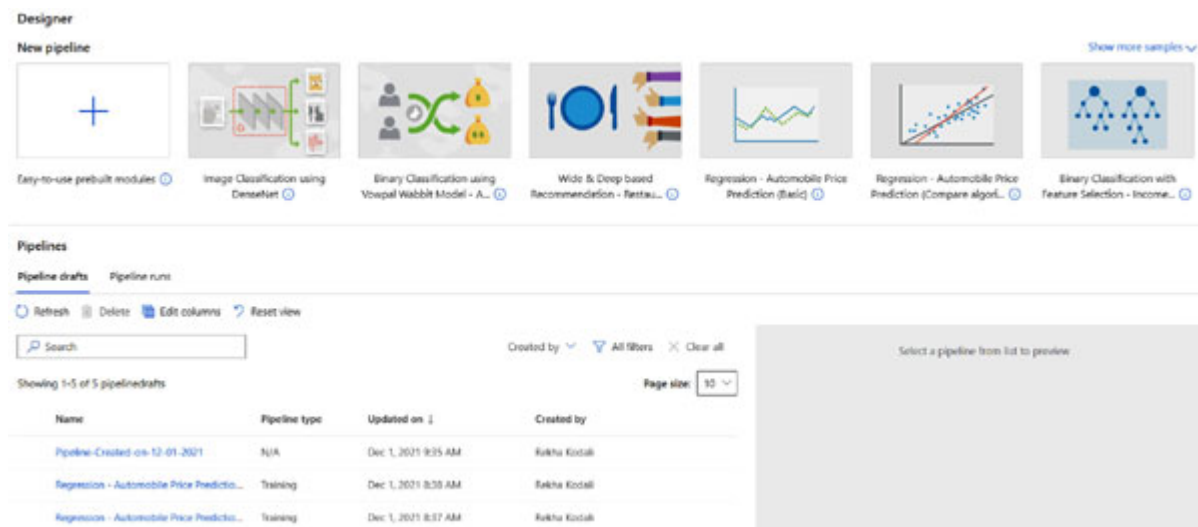 Designer
New pipeline
Show more samples
Easy-to-use prebuilt modules
Image Classification using
DenseNet
Binary Classification using
Vowpal Wabbit Model - A...
Wide & Deep based
Recommendation - Restau...
Regression - Automobile Price
Prediction (Basic)
Regression - Automobile Price
Prediction (Compare algori...
Binary Classification with
Feature Selection - Income...
Pipelines
Pipeline drafts Pipeline runs
Refresh Delete Edit columns Reset view
Search
Created by All filters Clear all
Select a pipeline from list to preview
Showing 1-5 of 5 pipelinedrafts
Page size: 10
Name Pipeline type Updated on ↓ Created by
Pipeline-Created-on-12-01-2021 N/A Dec 1, 2021 9:35 AM Rekha Kodali
Regression - Automobile Price Predictio... Training Dec 1, 2021 8:38 AM Rekha Kodali
Regression - Automobile Price Predictio... Training Dec 1, 2021 8:37 AM Rekha Kodali